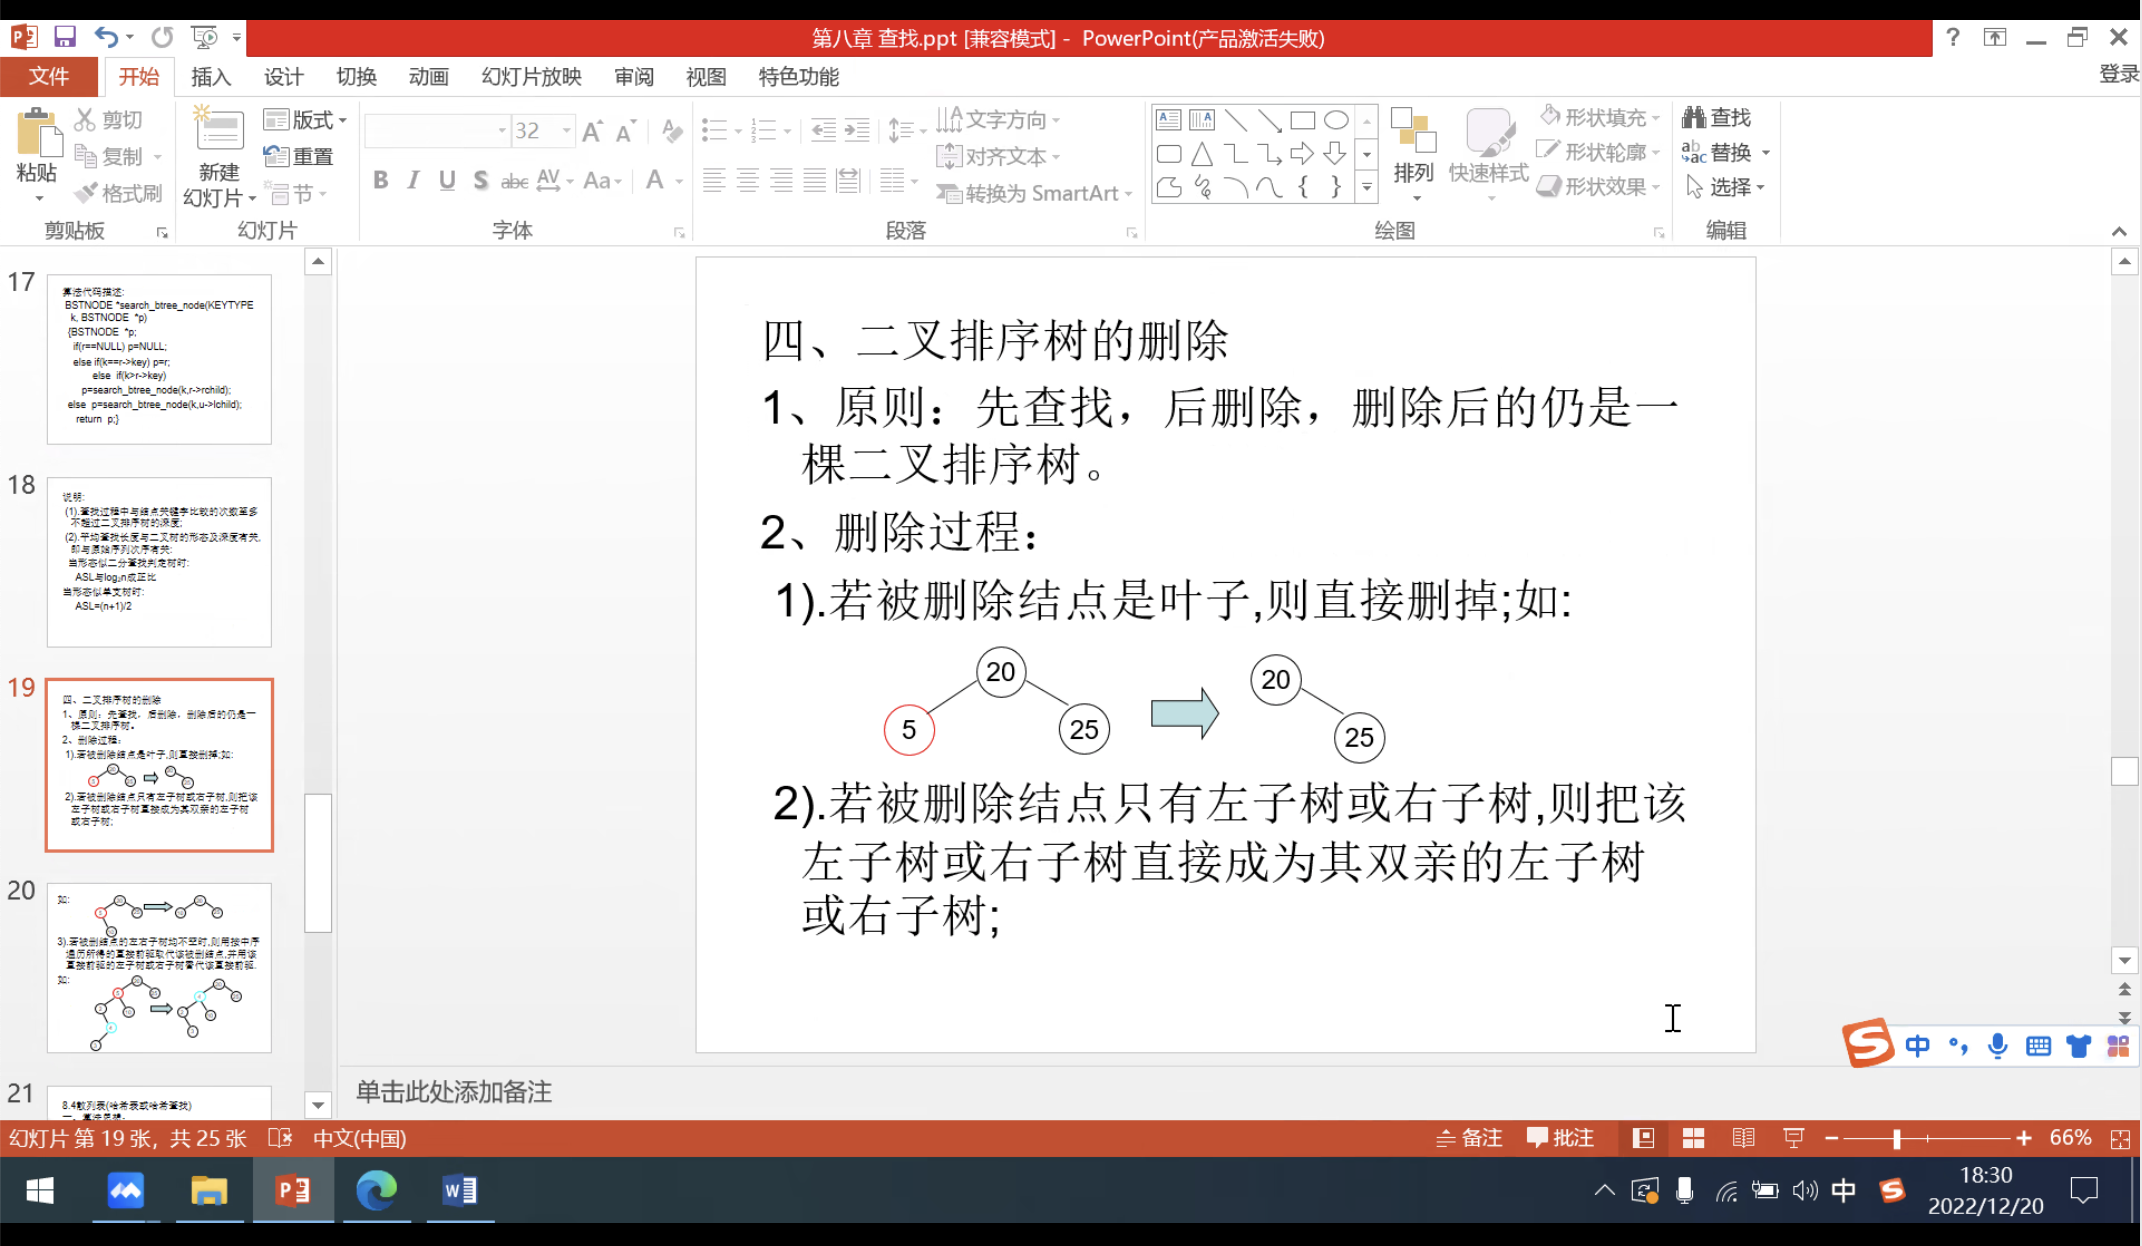 第八章 查找.ppt [兼容模式] - PowerPoint(产品激活失败)
文件 开始 插入 设计 切换 动画 幻灯片放映 审阅 视图 特色功能 登录
粘贴 剪切 复制 格式刷 剪贴板
新建 幻灯片 版式 重置 节 幻灯片
32
字体
文字方向 对齐文本 转换为 SmartArt 段落
排列 快速样式 形状填充 形状轮廓 形状效果 绘图
查找 替换 选择 编辑
17
算法代码描述:
BSTNODE *search_btree_node(KEYTYPE
k, BSTNODE *p)
{BSTNODE *p;
if(r==NULL) p=NULL;
else if(k==r->key) p=r;
else if(k>r->key)
p=search_btree_node(k,r->rchild);
else p=search_btree_node(k,u->lchild);
return p;}
18
说明:
(1).查找过程中与结点关键字比较的次数至多
不超过二叉排序树的深度;
(2).平均查找长度与二叉树的形态及深度有关,
即与原始序列次序有关:
当形态似二分查找判定树时:
ASL与log₂n成正比
当形态似单支树时:
ASL=(n+1)/2
19
四、二叉排序树的删除
1、原则：先查找，后删除，删除后的仍是一
棵二叉排序树。
2、删除过程：
1).若被删除结点是叶子,则直接删掉;如:
2).若被删除结点只有左子树或右子树,则把该
左子树或右子树直接成为其双亲的左子树
或右子树;
20
如:
3).若被删结点的左右子树均不空时,则用按中序
遍历所得的直接前驱取代该被删结点,并用该
直接前驱的左子树或右子树替代该直接前驱.
如:
21
8.4散列表(哈希表或哈希查找)
四、二叉排序树的删除
1、原则：先查找，后删除，删除后的仍是一
棵二叉排序树。
2、删除过程：
1).若被删除结点是叶子,则直接删掉;如:
20 5 25
20 25
2).若被删除结点只有左子树或右子树,则把该
左子树或右子树直接成为其双亲的左子树
或右子树;
单击此处添加备注
中
幻灯片 第 19 张，共 25 张 中文(中国) 备注 批注 66%
中 18:30
2022/12/20